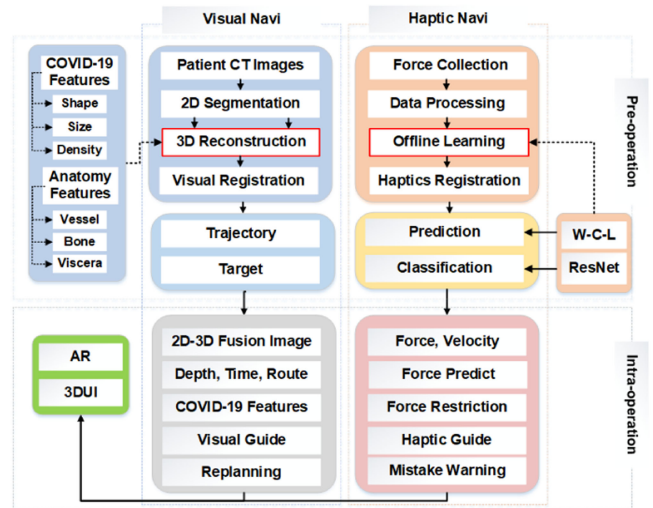 Visual Navi
Haptic Navi
COVID-19
Features
Shape
Size
Density
Anatomy
Features
Vessel
Bone
Viscera
Patient CT Images
2D Segmentation
3D Reconstruction
Visual Registration
Force Collection
Data Processing
Offline Learning
Haptics Registration
Pre-operation
Trajectory
Target
Prediction
Classification
W-C-L
ResNet
AR
3DUI
2D-3D Fusion Image
Depth, Time, Route
COVID-19 Features
Visual Guide
Replanning
Force, Velocity
Force Predict
Force Restriction
Haptic Guide
Mistake Warning
Intra-operation